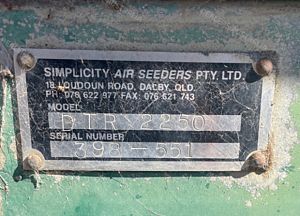 SIMPLICITY AIR SEEDERS PTY. LTD.
18 LOUDOUN ROAD, DALBY, QLD.
PH: 076 622 977 FAX: 076 621 743
MODEL
DTR 2250
SERIAL NUMBER
398-551